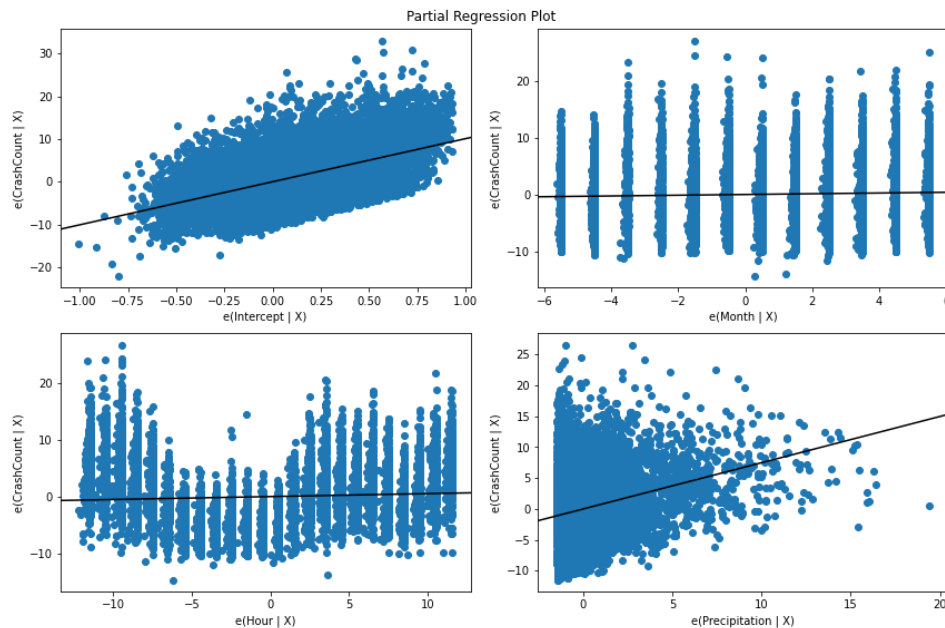 Partial Regression Plot
30
20
10
0
−10
−20
e(CrashCount | X)
−1.00 −0.75 −0.50 −0.25 0.00 0.25 0.50 0.75 1.00
e(Intercept | X)
20
10
0
−10
e(CrashCount | X)
−6 −4 −2 0 2 4 6
e(Month | X)
20
10
0
−10
e(CrashCount | X)
−10 −5 0 5 10
e(Hour | X)
25
20
15
10
5
0
−5
−10
e(CrashCount | X)
0 5 10 15 20
e(Precipitation | X)